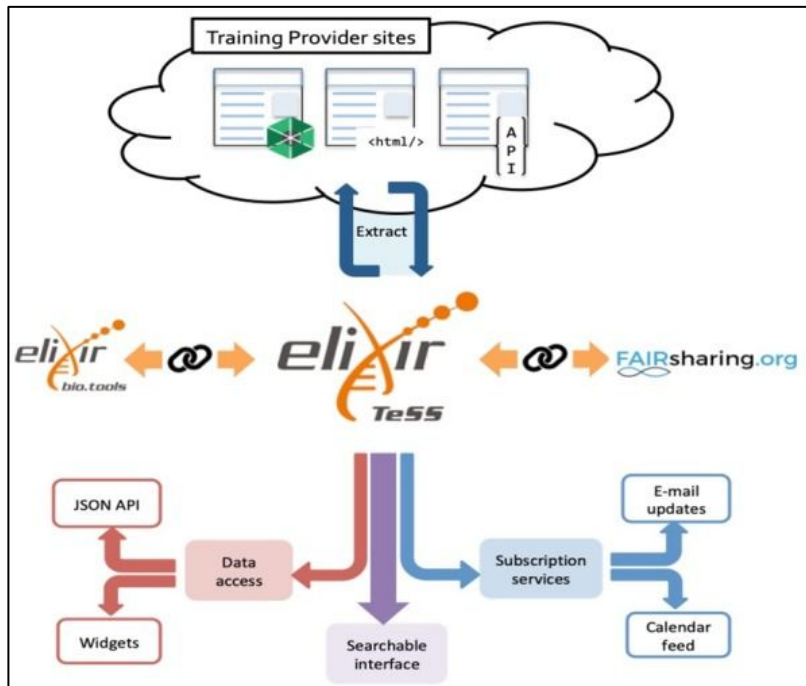 Training Provider sites
<html/>
A
P
I
Extract
elixir
bio.tools
elixir
TeSS
FAIRsharing.org
JSON API
Data
access
Widgets
Searchable
interface
Subscription
services
E-mail
updates
Calendar
feed